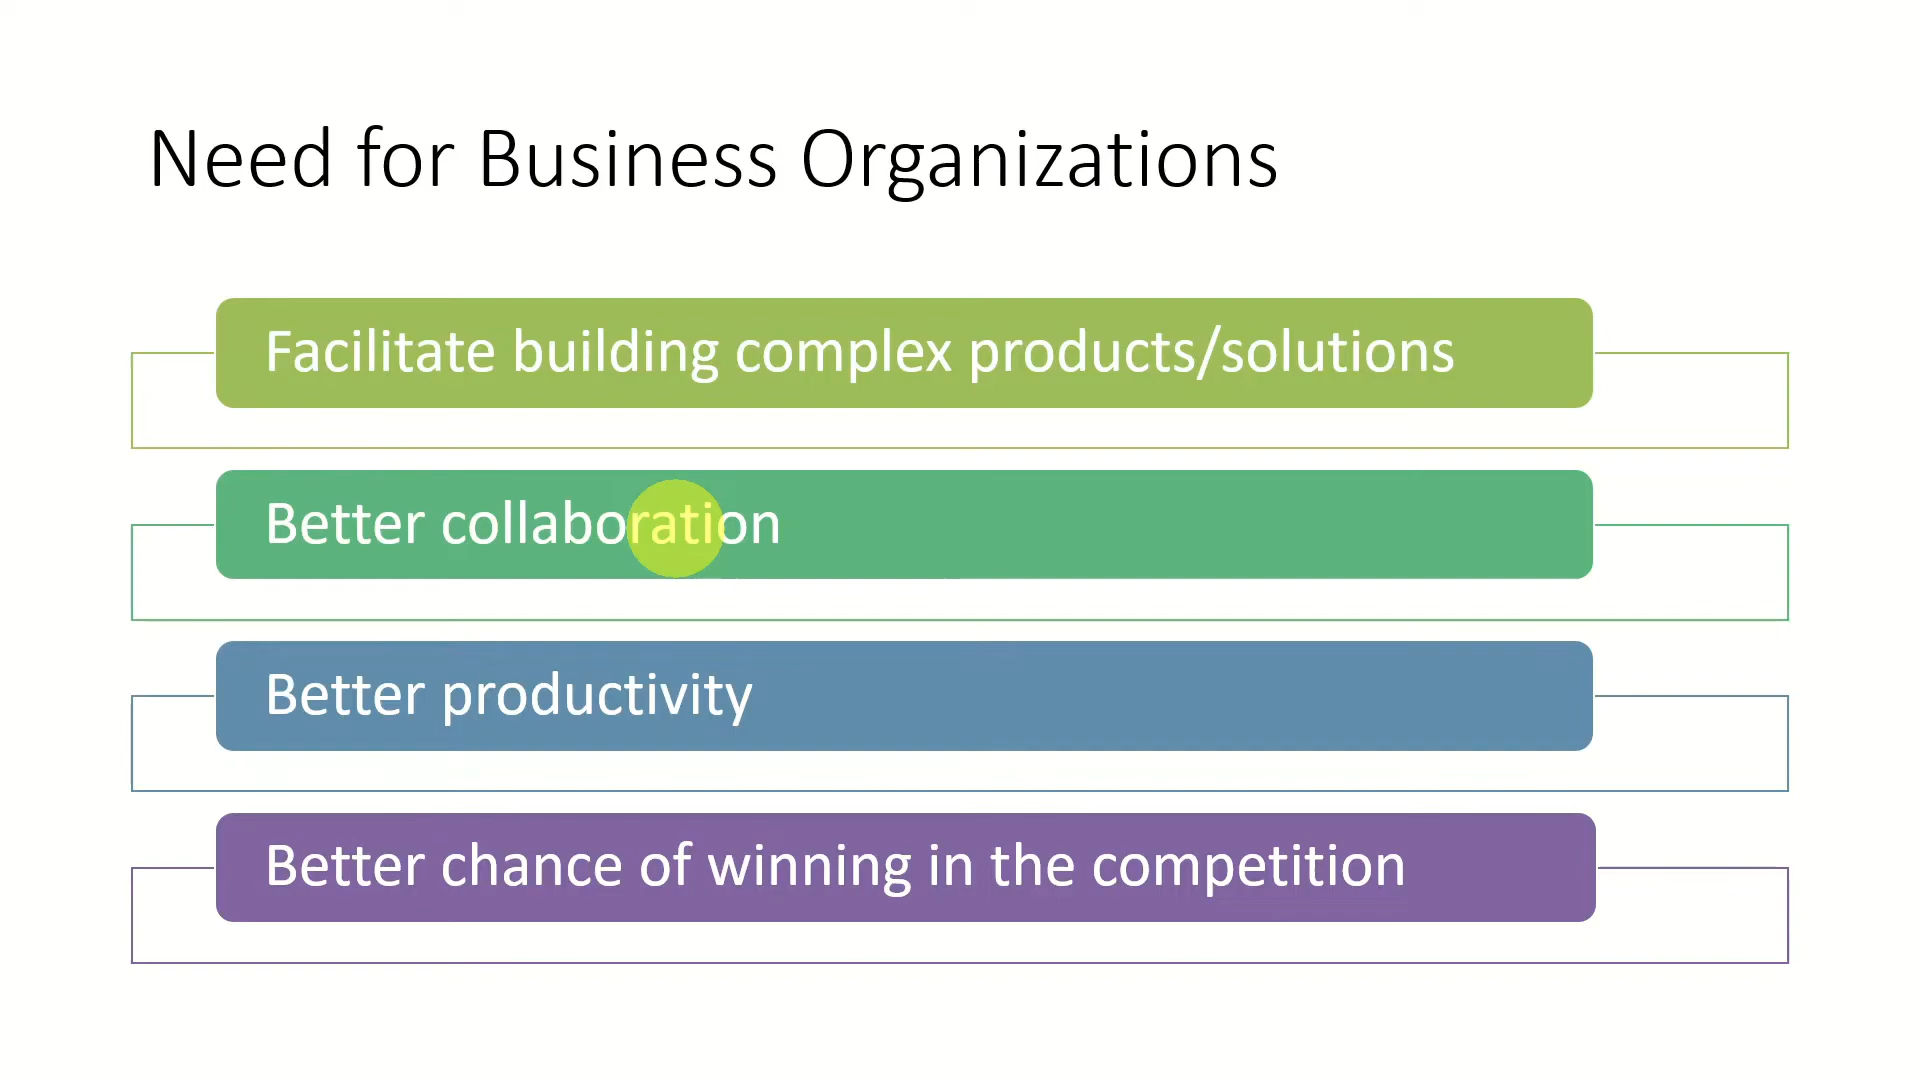 Need for Business Organizations
Facilitate building complex products/solutions
Better collaboration
Better productivity
Better chance of winning in the competition